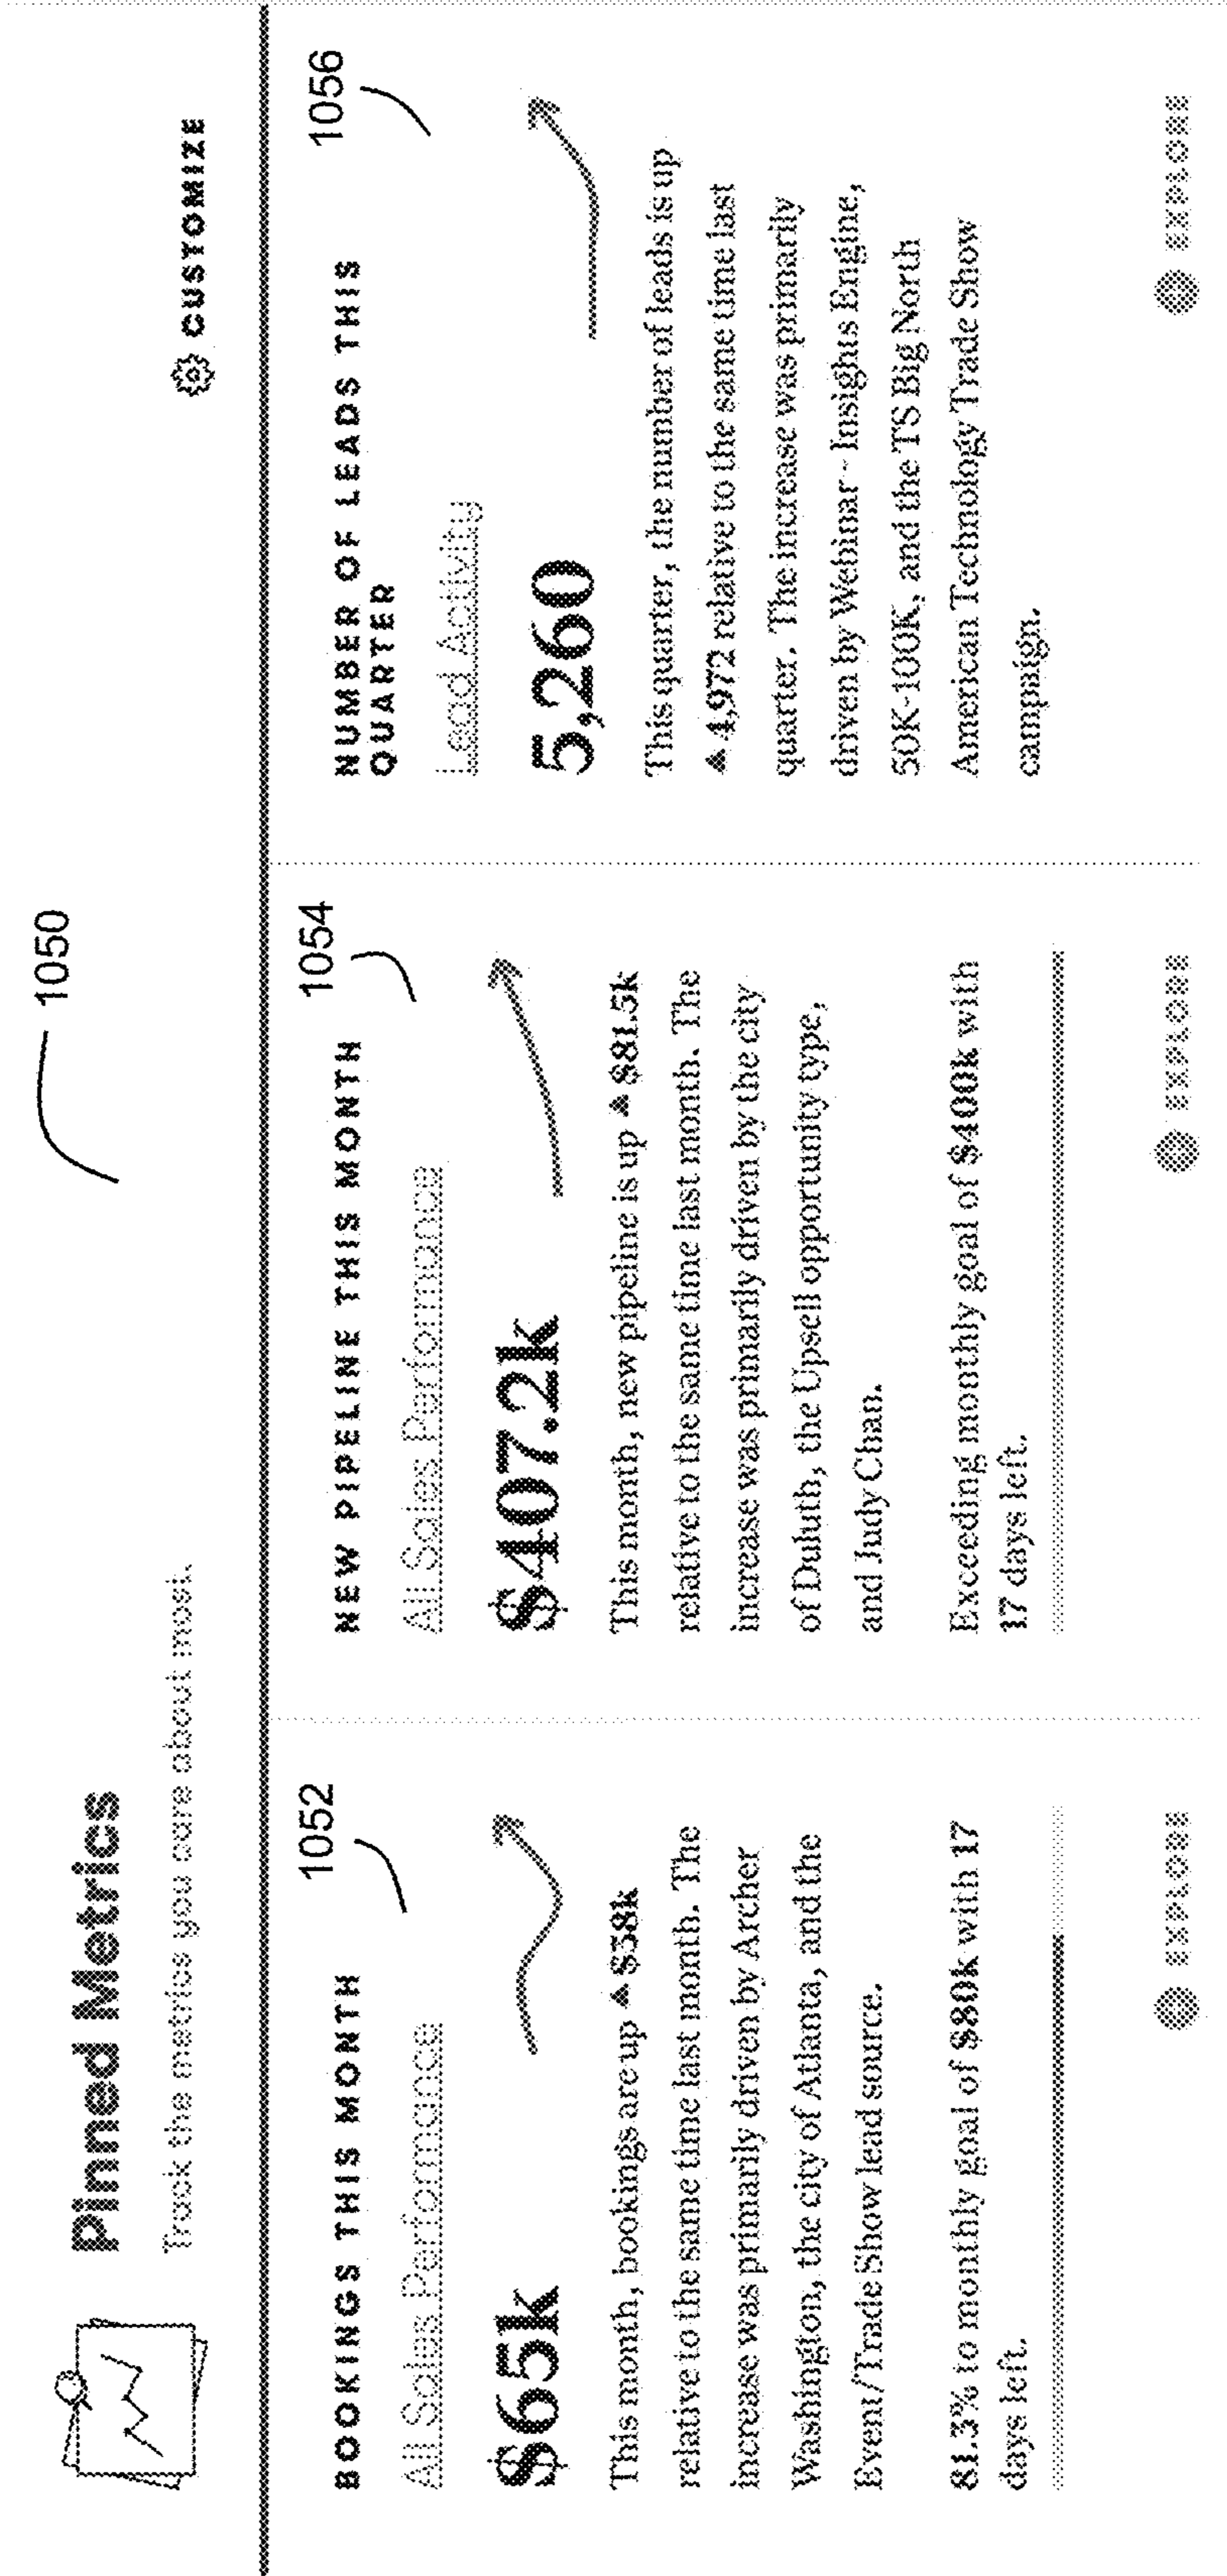 1050
Pinned Metrics
Track the metrics you care about most.
CUSTOMIZE
1052
BOOKINGS THIS MONTH
All Sales Performance
$65k
This month, bookings are up ▲ $58k
relative to the same time last month. The
increase was primarily driven by Archer
Washington, the city of Atlanta, and the
Event/Trade Show lead source.
81.3% to monthly goal of $80k with 17
days left.
EXPLORE
1054
NEW PIPELINE THIS MONTH
All Sales Performance
$407.2k
This month, new pipeline is up ▲ $81.5k
relative to the same time last month. The
increase was primarily driven by the city
of Duluth, the Upsell opportunity type,
and Judy Chan.
Exceeding monthly goal of $400k with
17 days left.
EXPLORE
1056
NUMBER OF LEADS THIS
QUARTER
Lead Activity
5,260
This quarter, the number of leads is up
▲ 4,972 relative to the same time last
quarter. The increase was primarily
driven by Webinar - Insights Engine,
50K-100K, and the TS Big North
American Technology Trade Show
campaign.
EXPLORE